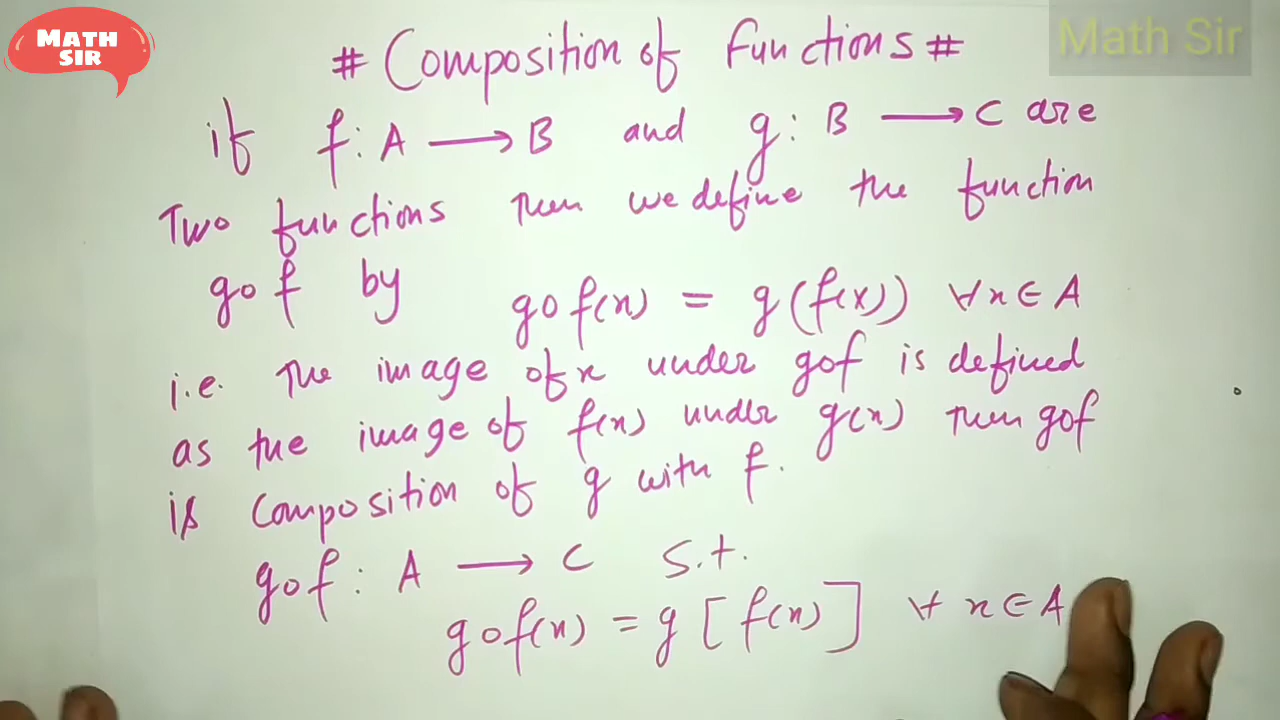 MATH
SIR
Math Sir
# Composition of Functions #
if f: A ⟶ B and g: B ⟶ C are
Two functions Then we define the function
gof by gof(x) = g(f(x)) ∀x∈A
i.e. The image of x under gof is defined
as the image of f(x) under g(x) Then gof
is Composition of g with f.
gof: A ⟶ C S.t.
gof(x) = g[f(x)] ∀ x∈A